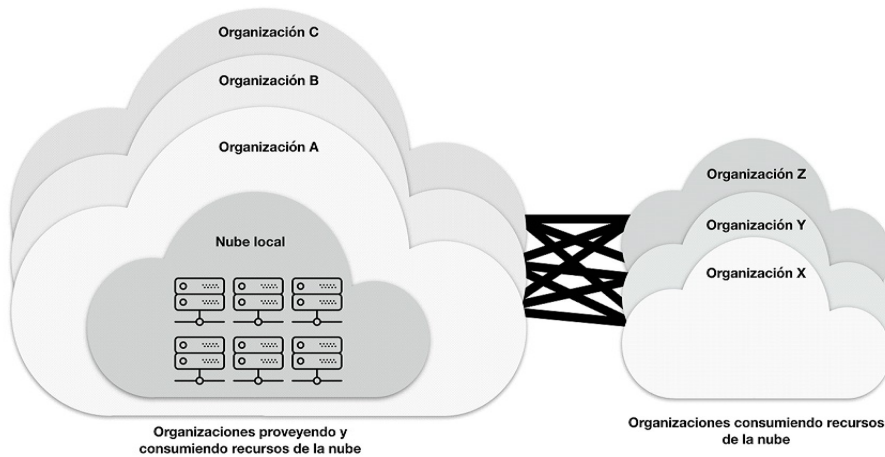 Organización C
Organización B
Organización A
Nube local
Organizaciones proveyendo y
consumiendo recursos de la nube
Organización Z
Organización Y
Organización X
Organizaciones consumiendo recursos
de la nube